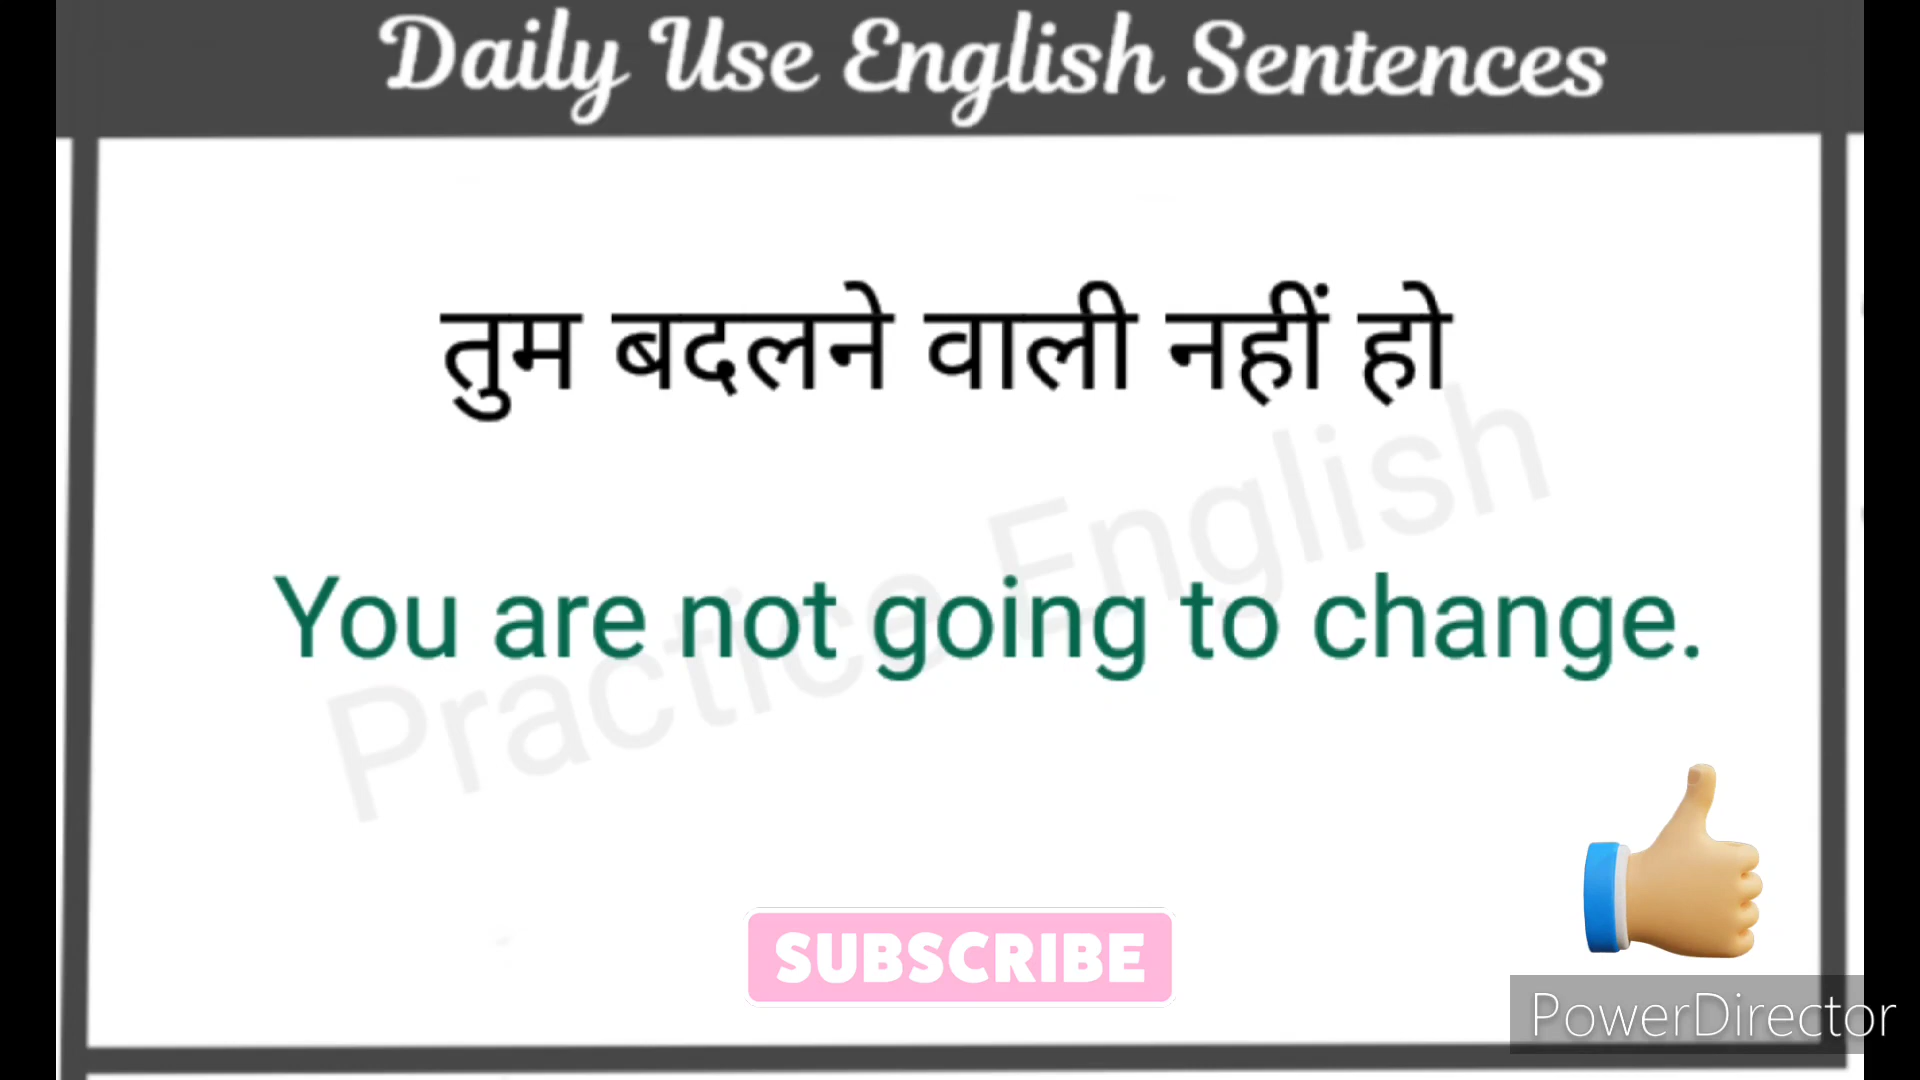 Daily Use English Sentences
तुम बदलने वाली नहीं हो
You are not going to change.
Practice English
SUBSCRIBE
PowerDirector